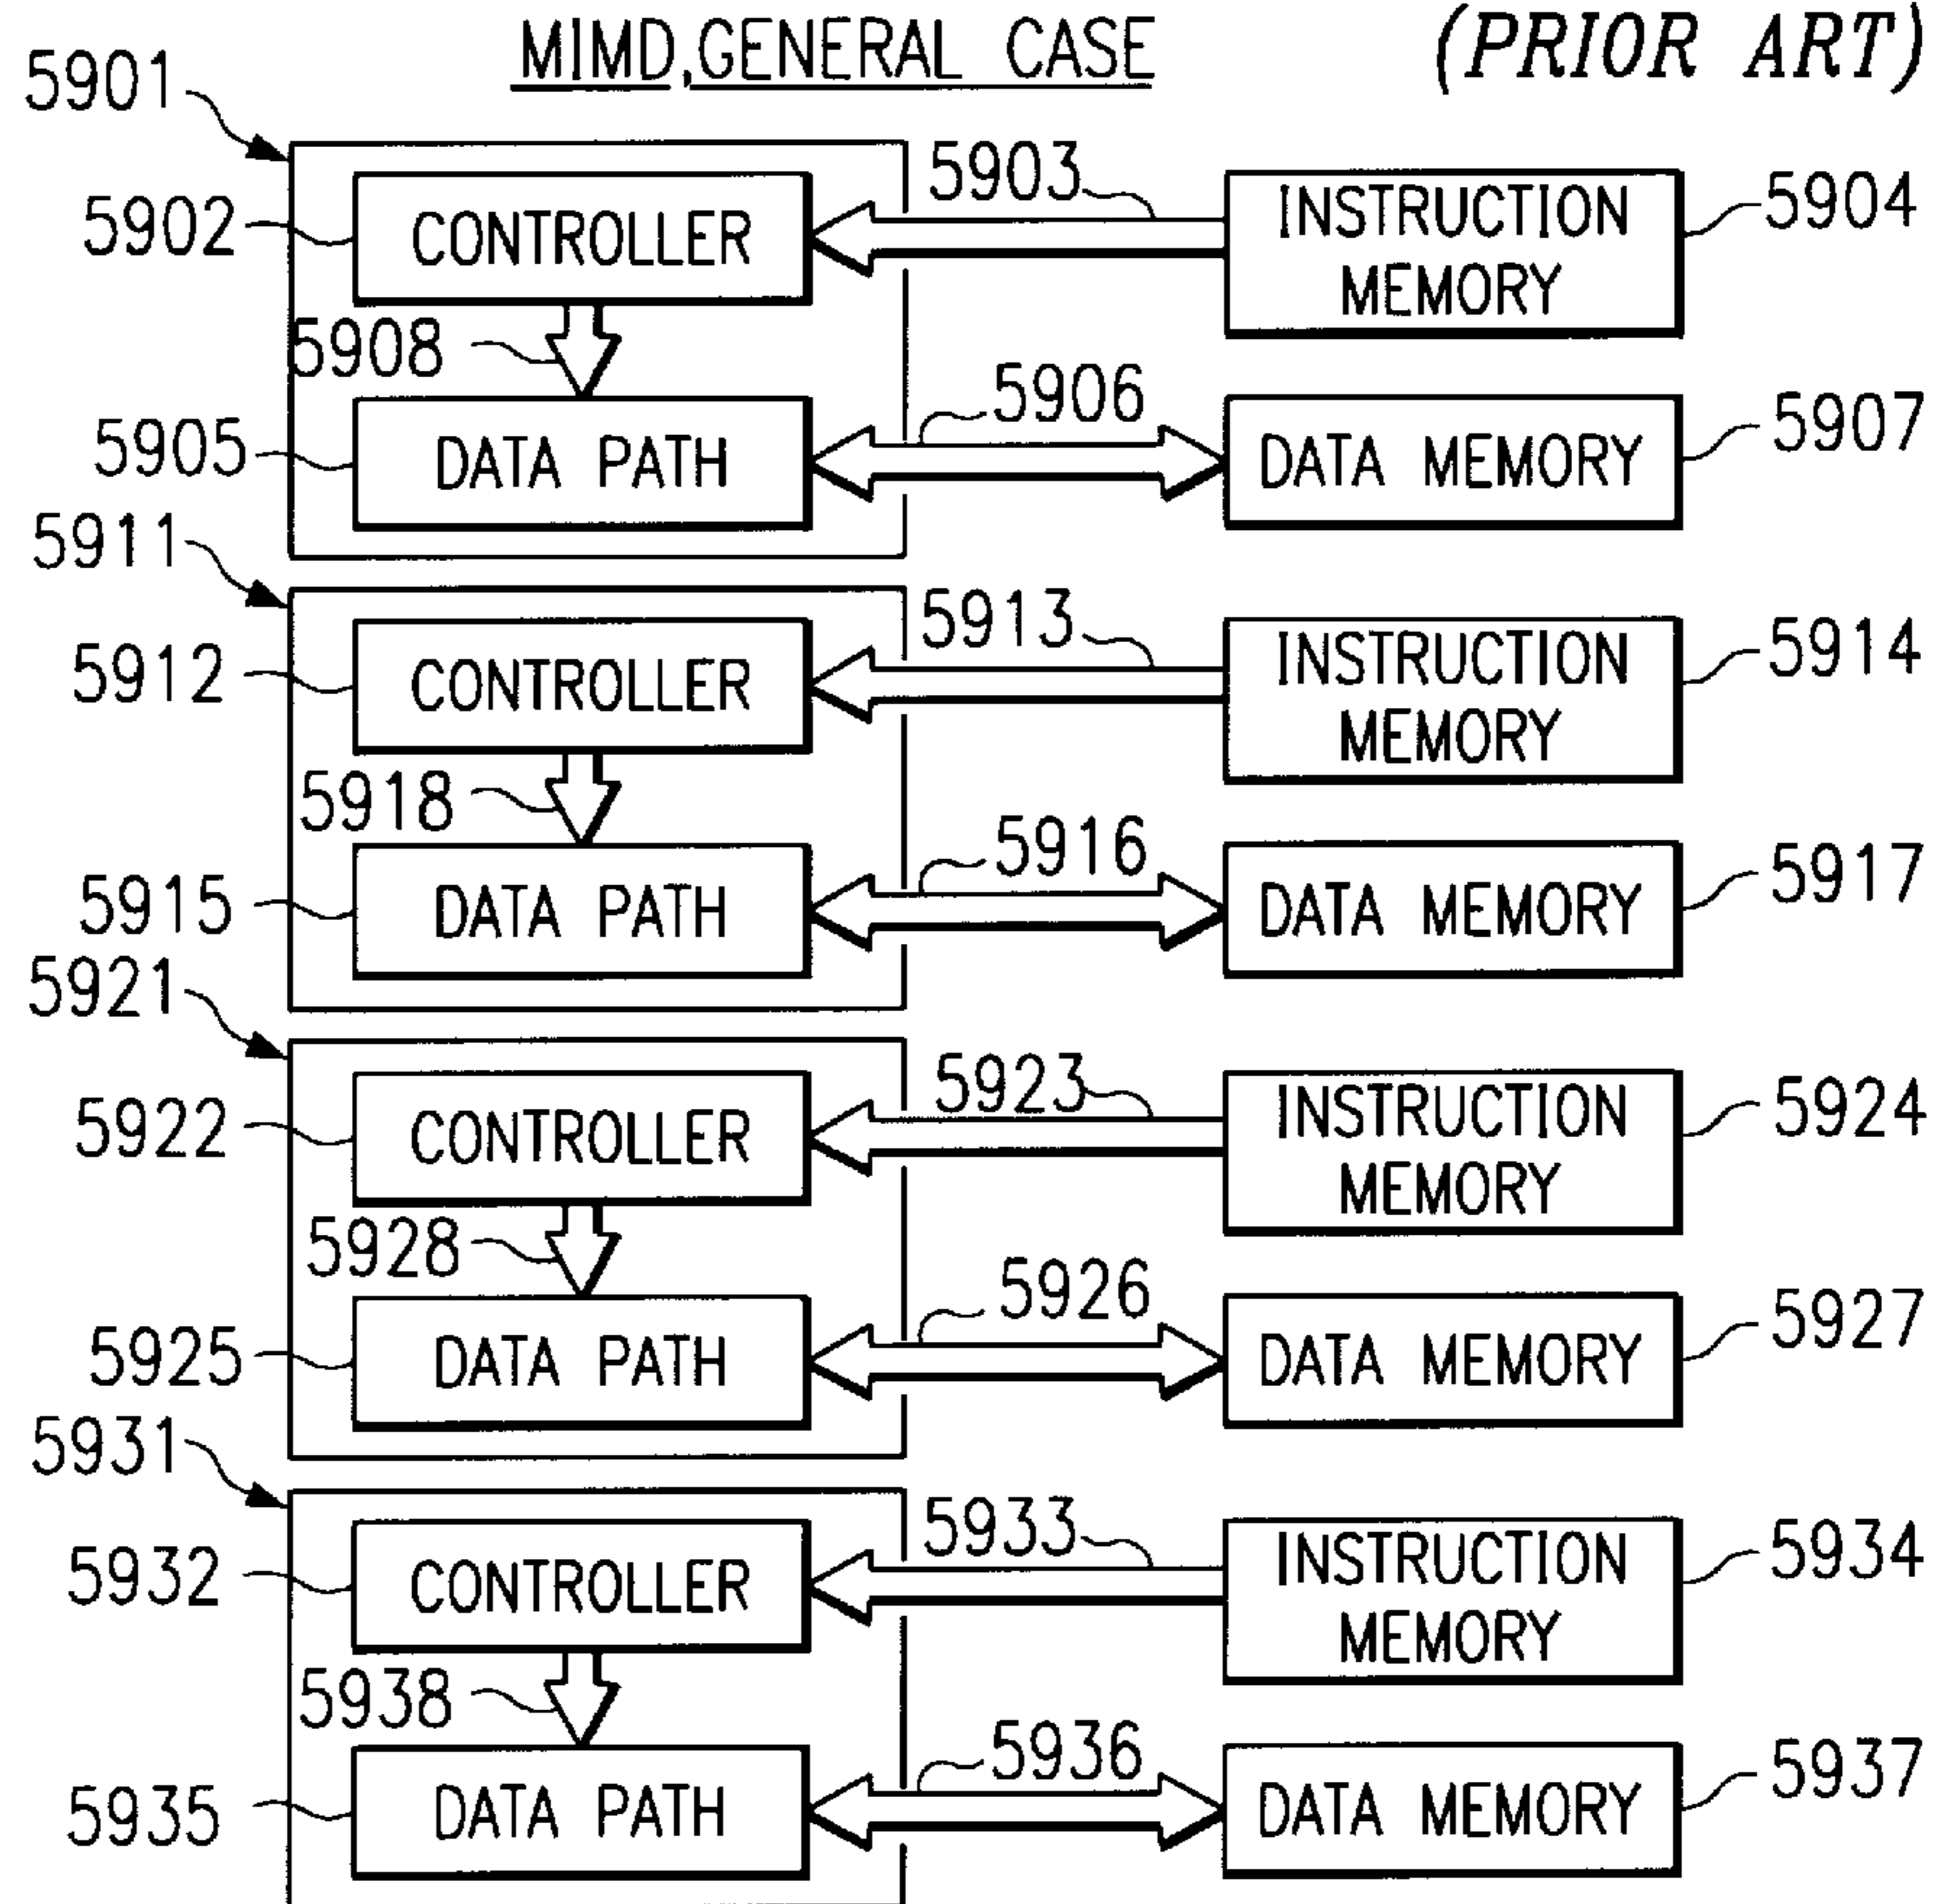 MIMD, GENERAL CASE
(PRIOR ART)
5901
5902
CONTROLLER
5903
INSTRUCTION
MEMORY
5904
5908
5905
DATA PATH
5906
DATA MEMORY
5907
5911
5912
CONTROLLER
5913
INSTRUCTION
MEMORY
5914
5918
5915
DATA PATH
5916
DATA MEMORY
5917
5921
5922
CONTROLLER
5923
INSTRUCTION
MEMORY
5924
5928
5925
DATA PATH
5926
DATA MEMORY
5927
5931
5932
CONTROLLER
5933
INSTRUCTION
MEMORY
5934
5938
5935
DATA PATH
5936
DATA MEMORY
5937